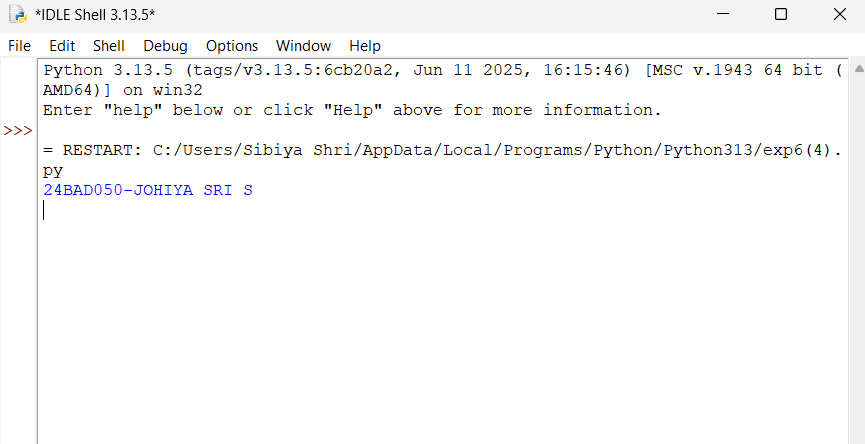 *IDLE Shell 3.13.5*
File Edit Shell Debug Options Window Help
Python 3.13.5 (tags/v3.13.5:6cb20a2, Jun 11 2025, 16:15:46) [MSC v.1943 64 bit (
AMD64)] on win32
Enter "help" below or click "Help" above for more information.
>>>
= RESTART: C:/Users/Sibiya Shri/AppData/Local/Programs/Python/Python313/exp6(4).
py
24BAD050-JOHIYA SRI S